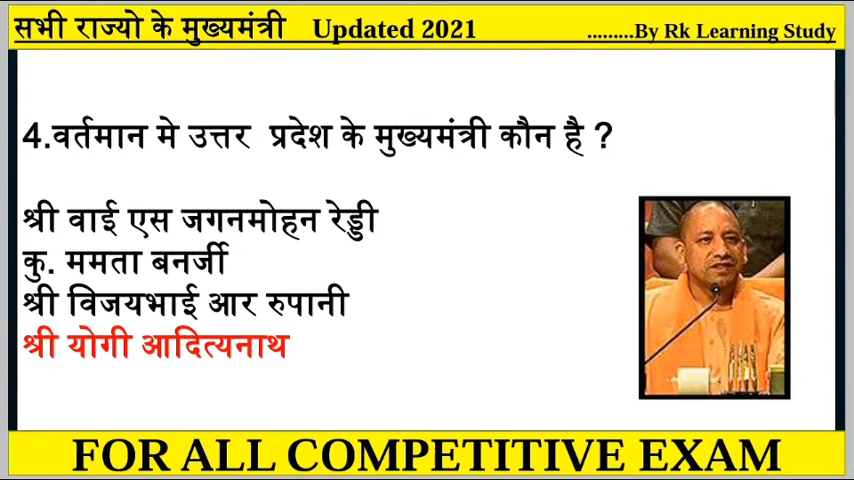 सभी राज्यो के मुख्यमंत्री Updated 2021 .........By Rk Learning Study
4.वर्तमान मे उत्तर प्रदेश के मुख्यमंत्री कौन है ?
श्री वाई एस जगनमोहन रेड्डी
कु. ममता बनर्जी
श्री विजयभाई आर रुपानी
श्री योगी आदित्यनाथ
FOR ALL COMPETITIVE EXAM